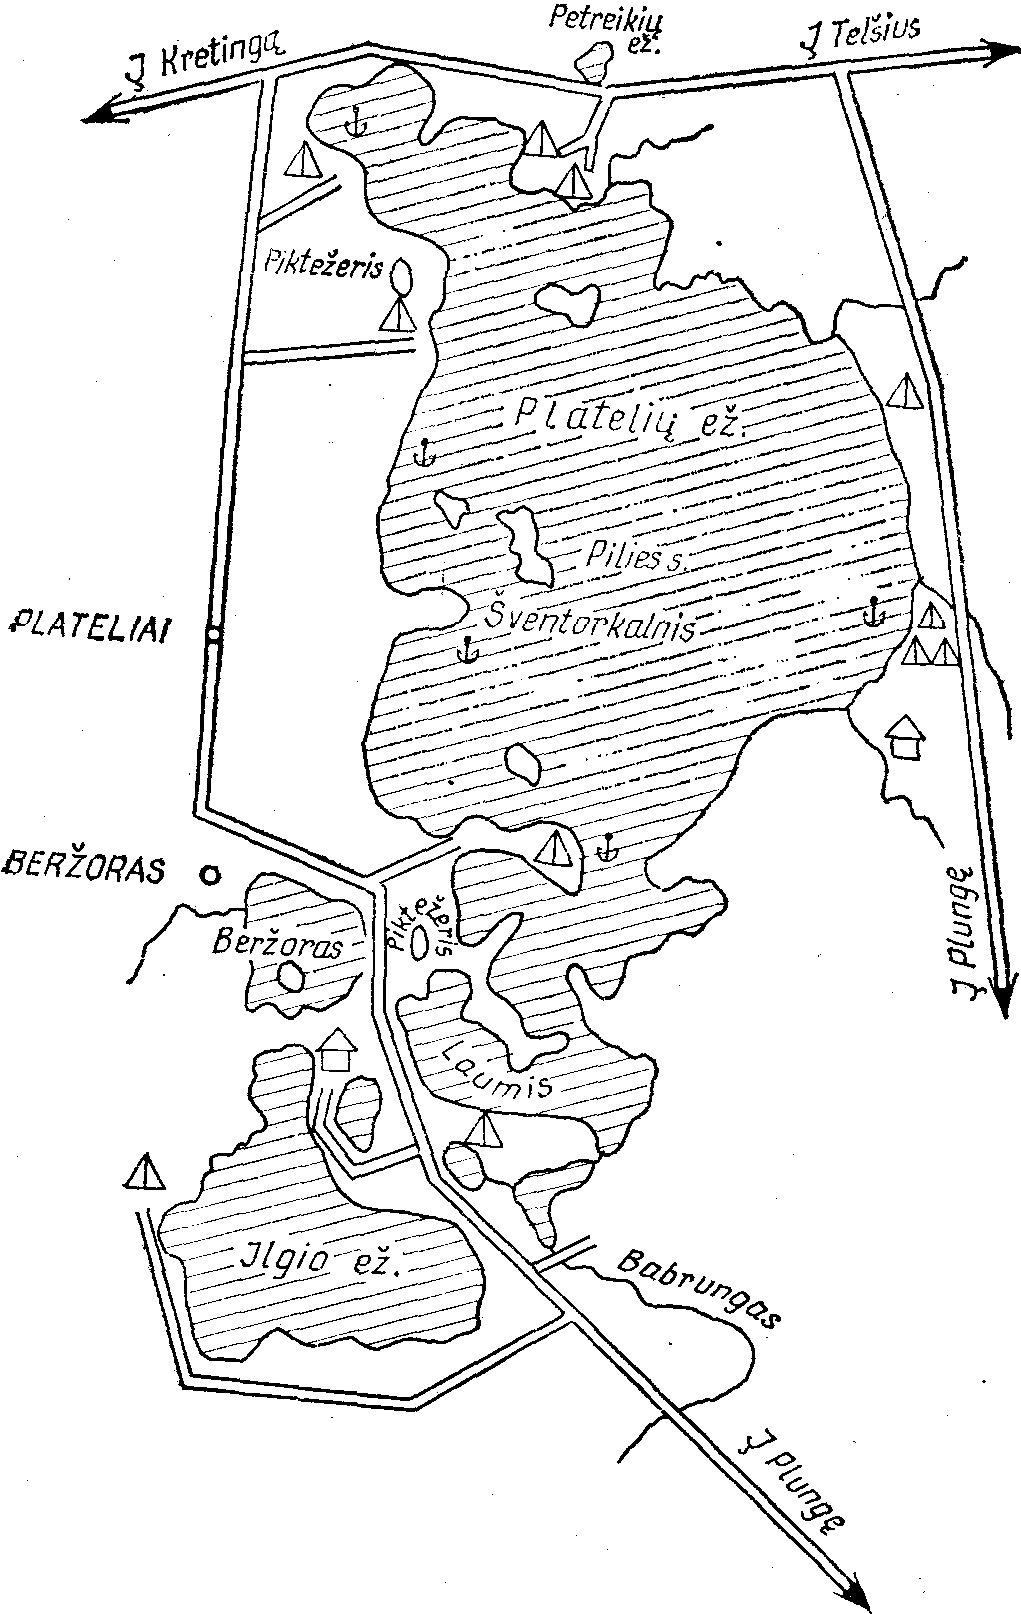 Į Kretingą
Petreikių
ež.
Į Telšius
Piktežeris
Platelių ež.
Pilies s.
Šventorkalnis
PLATELIAI
BERŽORAS
Beržoras
Piktežeris
Į Plungę
Laumis
Ilgio ež.
Babrungas
Į Plungę